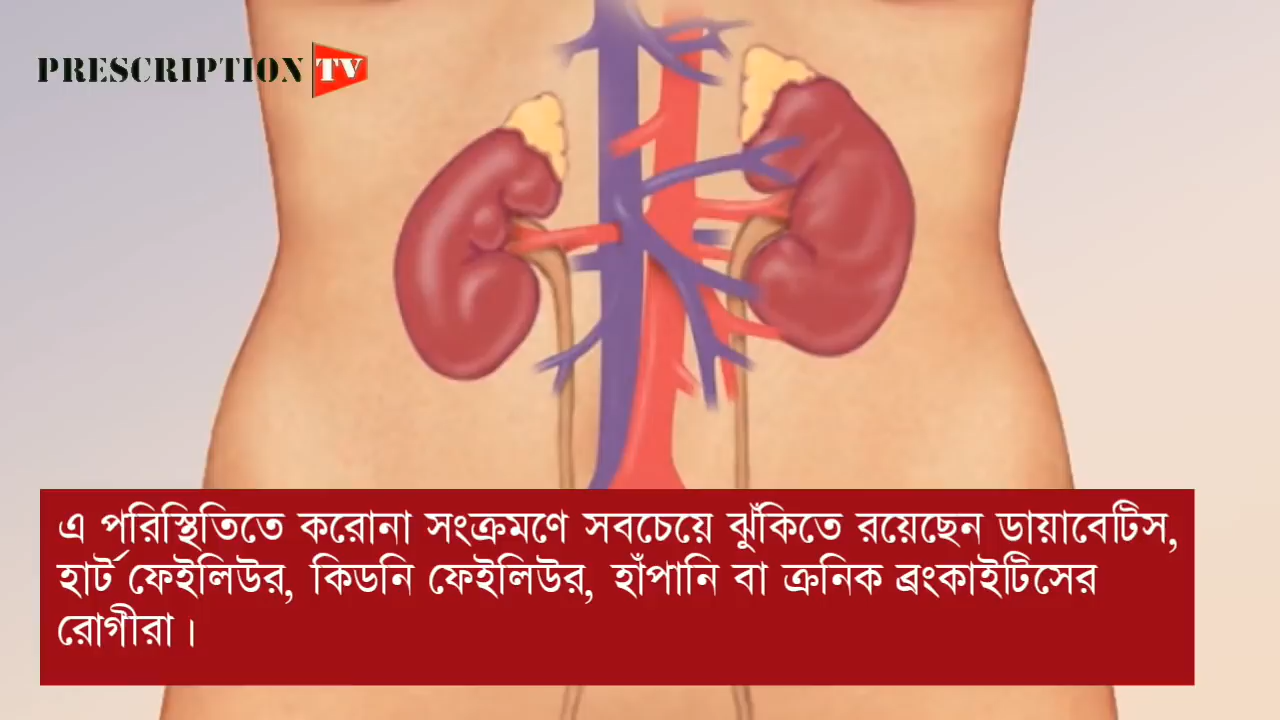 PRESCRIPTION TV
এ পরিস্থিতিতে করোনা সংক্রমণে সবচেয়ে ঝুঁকিতে রয়েছেন ডায়াবেটিস,
হার্ট ফেইলিউর, কিডনি ফেইলিউর, হাঁপানি বা ক্রনিক ব্রংকাইটিসের
রোগীরা।